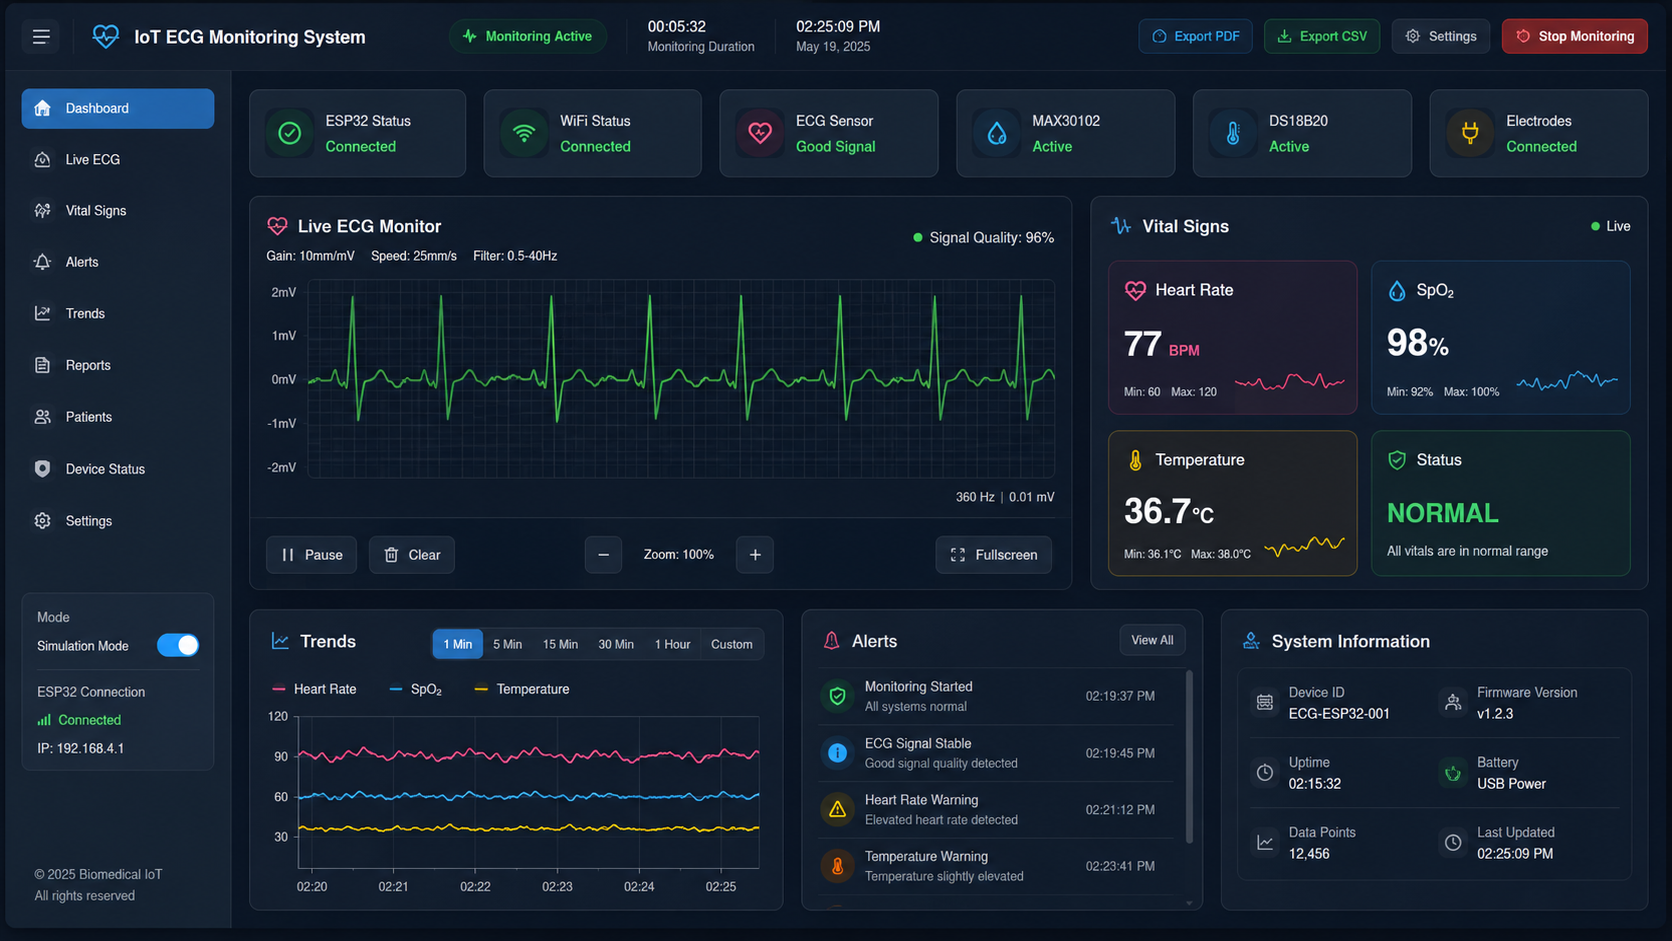 IoT ECG Monitoring System
Monitoring Active
00:05:32
Monitoring Duration
02:25:09 PM
May 19, 2025
Export PDF
Export CSV
Settings
Stop Monitoring
Dashboard
Live ECG
Vital Signs
Alerts
Trends
Reports
Patients
Device Status
Settings
Mode
Simulation Mode
ESP32 Connection
Connected
IP: 192.168.4.1
© 2025 Biomedical IoT
All rights reserved
ESP32 Status
Connected
WiFi Status
Connected
ECG Sensor
Good Signal
MAX30102
Active
DS18B20
Active
Electrodes
Connected
Live ECG Monitor
Gain: 10mm/mV Speed: 25mm/s Filter: 0.5-40Hz
Signal Quality: 96%
2mV
1mV
0mV
-1mV
-2mV
360 Hz | 0.01 mV
Pause
Clear
Zoom: 100%
Fullscreen
Vital Signs
Live
Heart Rate
77 BPM
Min: 60 Max: 120
SpO₂
98%
Min: 92% Max: 100%
Temperature
36.7°C
Min: 36.1°C Max: 38.0°C
Status
NORMAL
All vitals are in normal range
Trends
1 Min 5 Min 15 Min 30 Min 1 Hour Custom
Heart Rate SpO₂ Temperature
120
90
60
30
02:20 02:21 02:22 02:23 02:24 02:25
Alerts
View All
Monitoring Started
All systems normal
02:19:37 PM
ECG Signal Stable
Good signal quality detected
02:19:45 PM
Heart Rate Warning
Elevated heart rate detected
02:21:12 PM
Temperature Warning
Temperature slightly elevated
02:23:41 PM
System Information
Device ID
ECG-ESP32-001
Firmware Version
v1.2.3
Uptime
02:15:32
Battery
USB Power
Data Points
12,456
Last Updated
02:25:09 PM